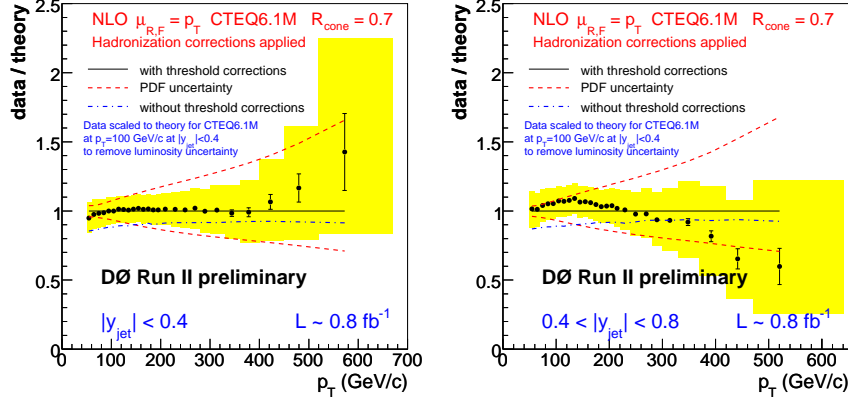 data / theory
2.5
2
1.5
1
0.5
0
NLO μR,F = pT CTEQ6.1M Rcone = 0.7
Hadronization corrections applied
with threshold corrections
PDF uncertainty
without threshold corrections
Data scaled to theory for CTEQ6.1M
at pT=100 GeV/c at |yjet|<0.4
to remove luminosity uncertainty
DØ Run II preliminary
|yjet| < 0.4 L ~ 0.8 fb-1
0 100 200 300 400 500 600 700
pT (GeV/c)
data / theory
2.5
2
1.5
1
0.5
0
NLO μR,F = pT CTEQ6.1M Rcone = 0.7
Hadronization corrections applied
with threshold corrections
PDF uncertainty
without threshold corrections
Data scaled to theory for CTEQ6.1M
at pT=100 GeV/c at |yjet|<0.4
to remove luminosity uncertainty
DØ Run II preliminary
0.4 < |yjet| < 0.8 L ~ 0.8 fb-1
0 100 200 300 400 500 600
pT (GeV/c)